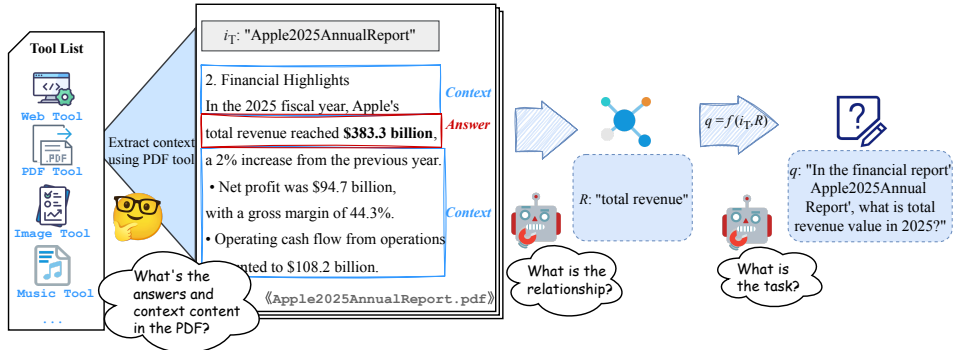 Tool List
Web Tool
.PDF
PDF Tool
Image Tool
Music Tool
...
Extract context
using PDF tool
What's the
answers and
context content
in the PDF?
i_T: "Apple2025AnnualReport"
2. Financial Highlights
In the 2025 fiscal year, Apple's
Context
total revenue reached $383.3 billion,
Answer
a 2% increase from the previous year.
• Net profit was $94.7 billion,
with a gross margin of 44.3%.
Context
• Operating cash flow from operations
nted to $108.2 billion.
《Apple2025AnnualReport.pdf》
R: "total revenue"
What is the
relationship?
q = f (i_T, R)
?
q: "In the financial report'
Apple2025Annual
Report', what is total
revenue value in 2025?"
What is
the task?